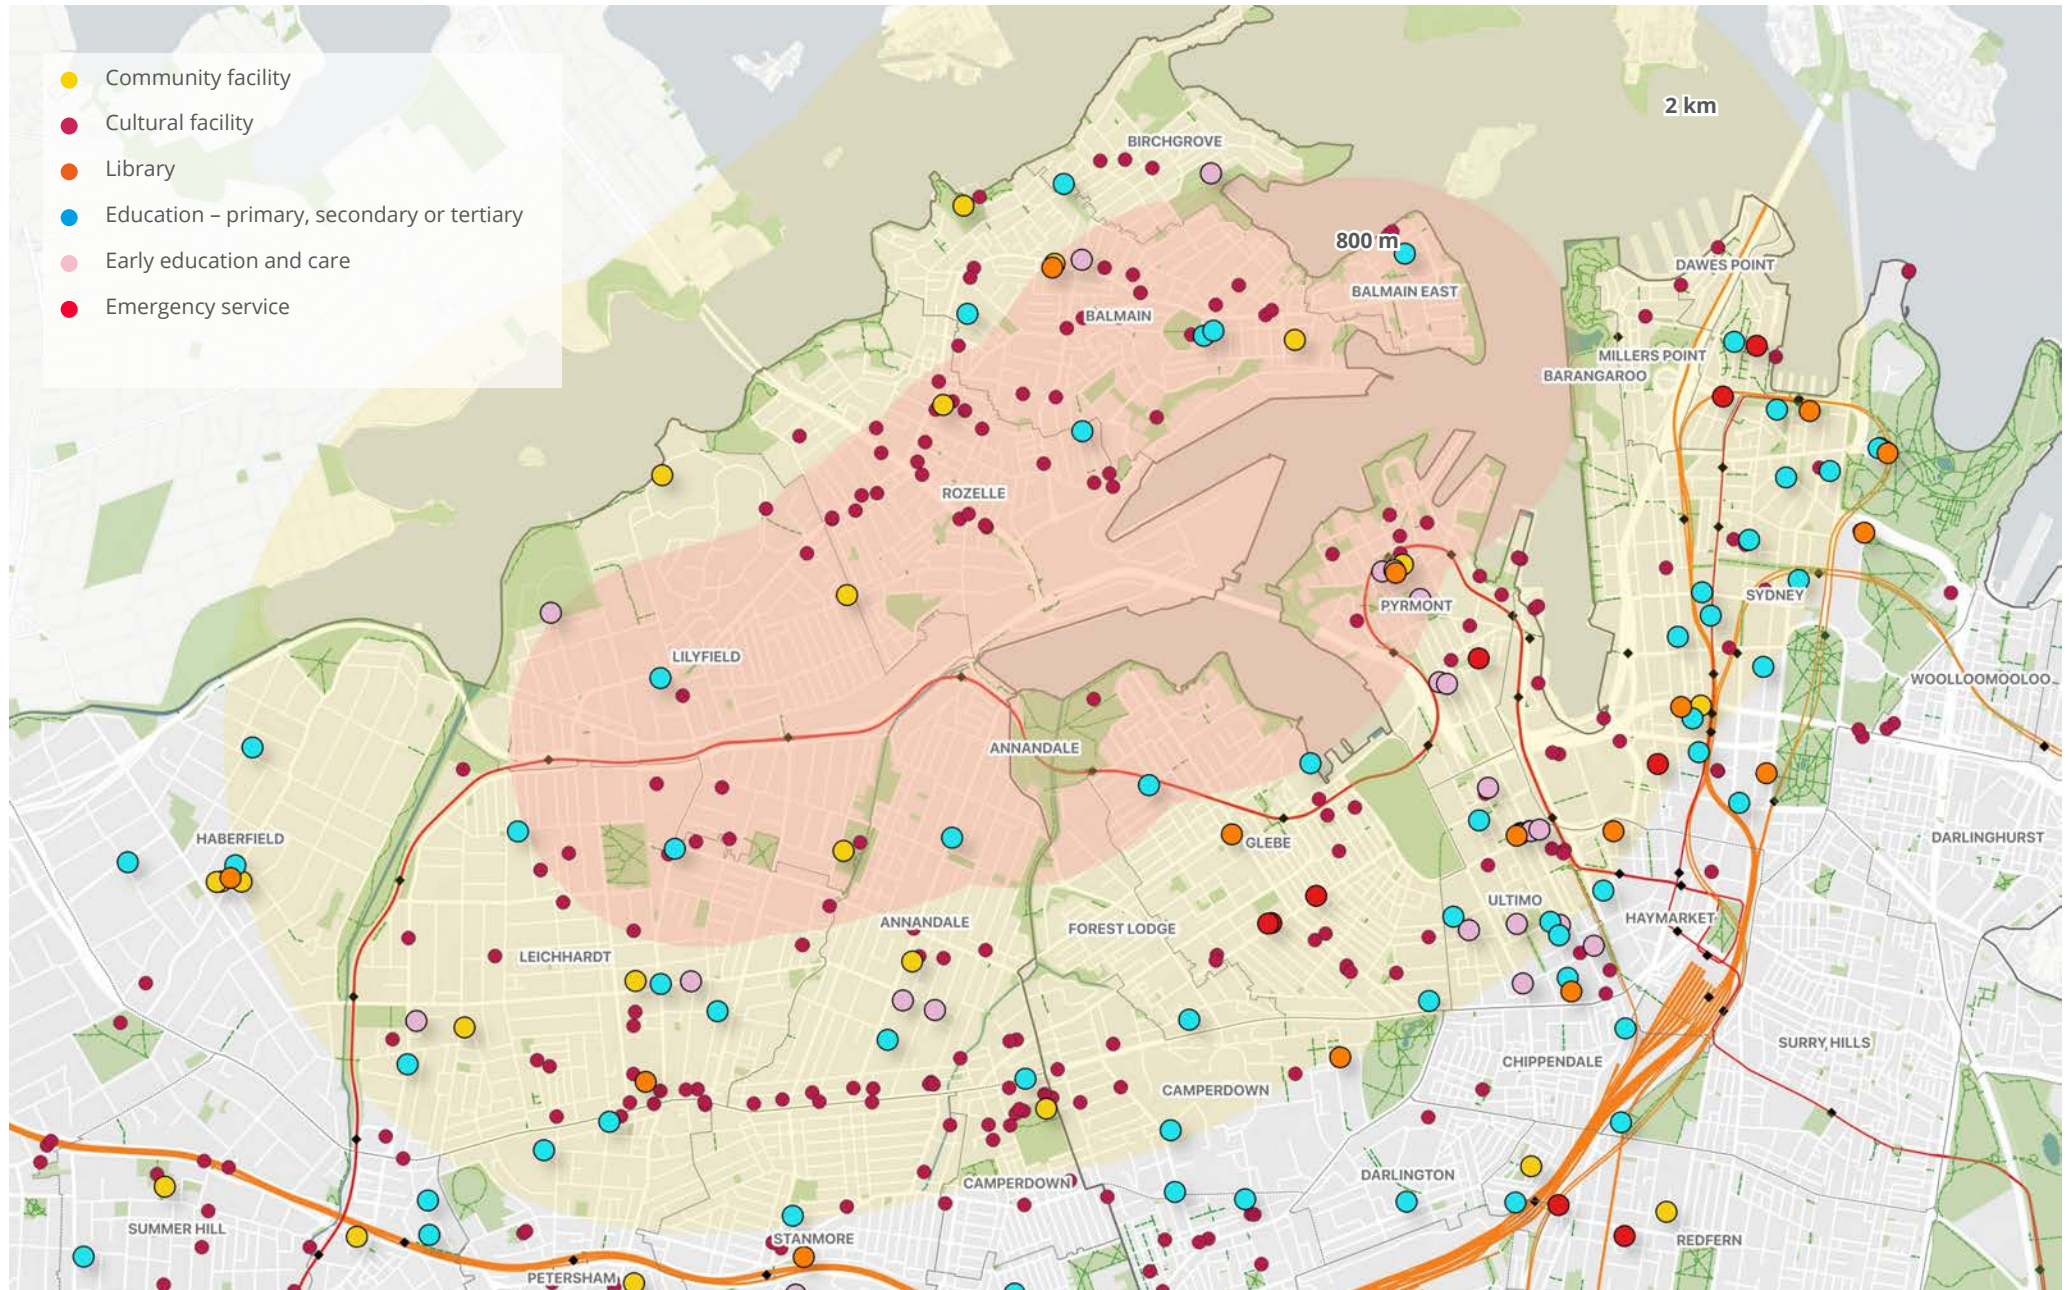 Community facility
Cultural facility
Library
Education – primary, secondary or tertiary
Early education and care
Emergency service
2 km
BIRCHGROVE
800 m
DAWES POINT
BALMAIN EAST
BALMAIN
MILLERS POINT
BARANGAROO
ROZELLE
SYDNEY
PYRMONT
LILYFIELD
WOOLLOOMOOLOO
ANNANDALE
HABERFIELD
GLEBE
DARLINGHURST
ULTIMO
HAYMARKET
ANNANDALE
FOREST LODGE
LEICHHARDT
SURRY HILLS
CHIPPENDALE
CAMPERDOWN
DARLINGTON
CAMPERDOWN
SUMMER HILL
STANMORE
REDFERN
PETERSHAM